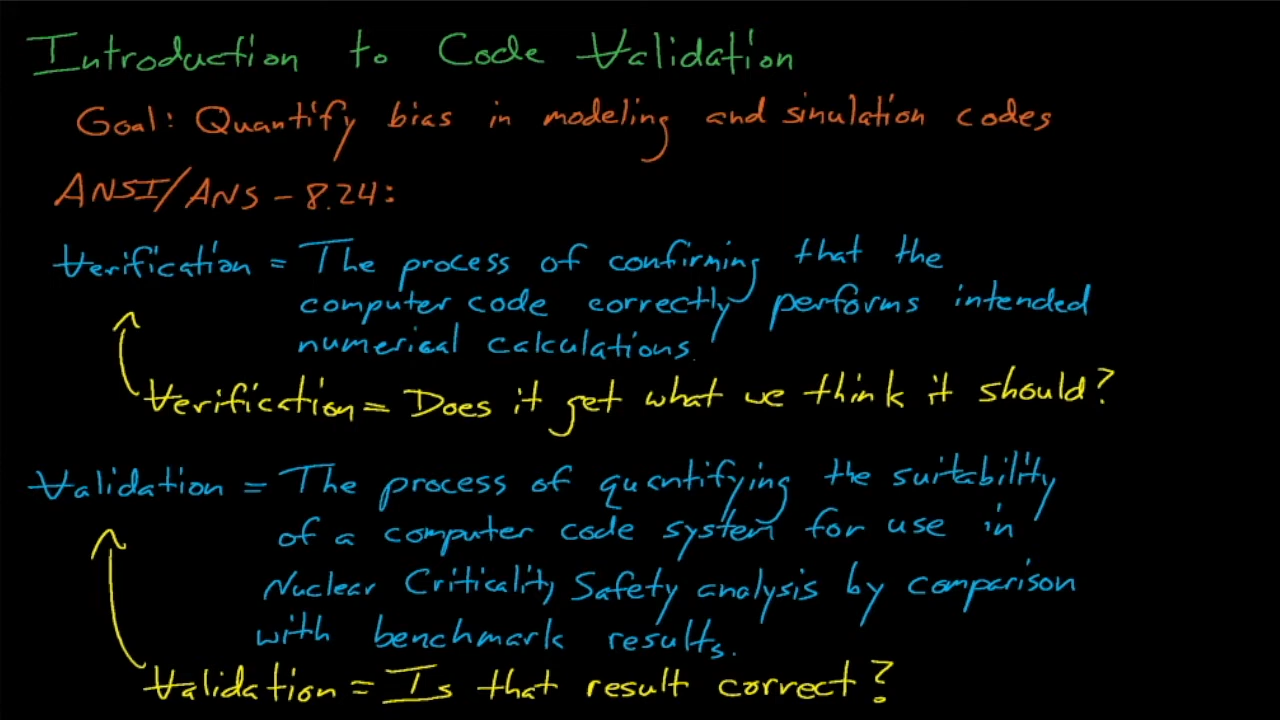 Introduction to Code Validation
Goal: Quantify bias in modeling and simulation codes
ANSI/ANS - 8.24:
Verification = The process of confirming that the
computer code correctly performs intended
numerical calculations.
Verification = Does it get what we think it should?
Validation = The process of quantifying the suitability
of a computer code system for use in
Nuclear Criticality Safety analysis by comparison
with benchmark results.
Validation = Is that result correct?